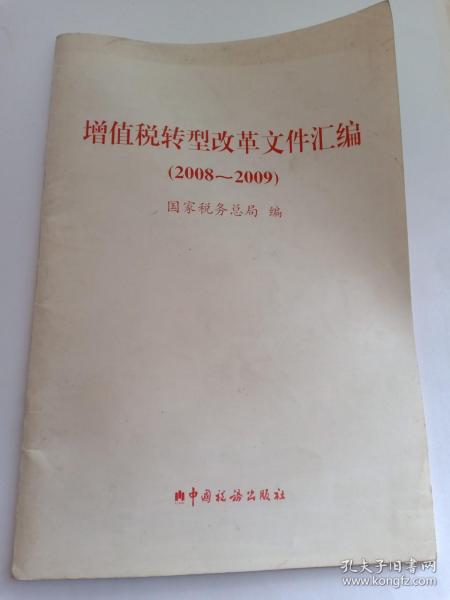 增值税转型改革文件汇编
(2008～2009)
国家税务总局 编
中国税务出版社
孔夫子旧书网
www.kongfz.com